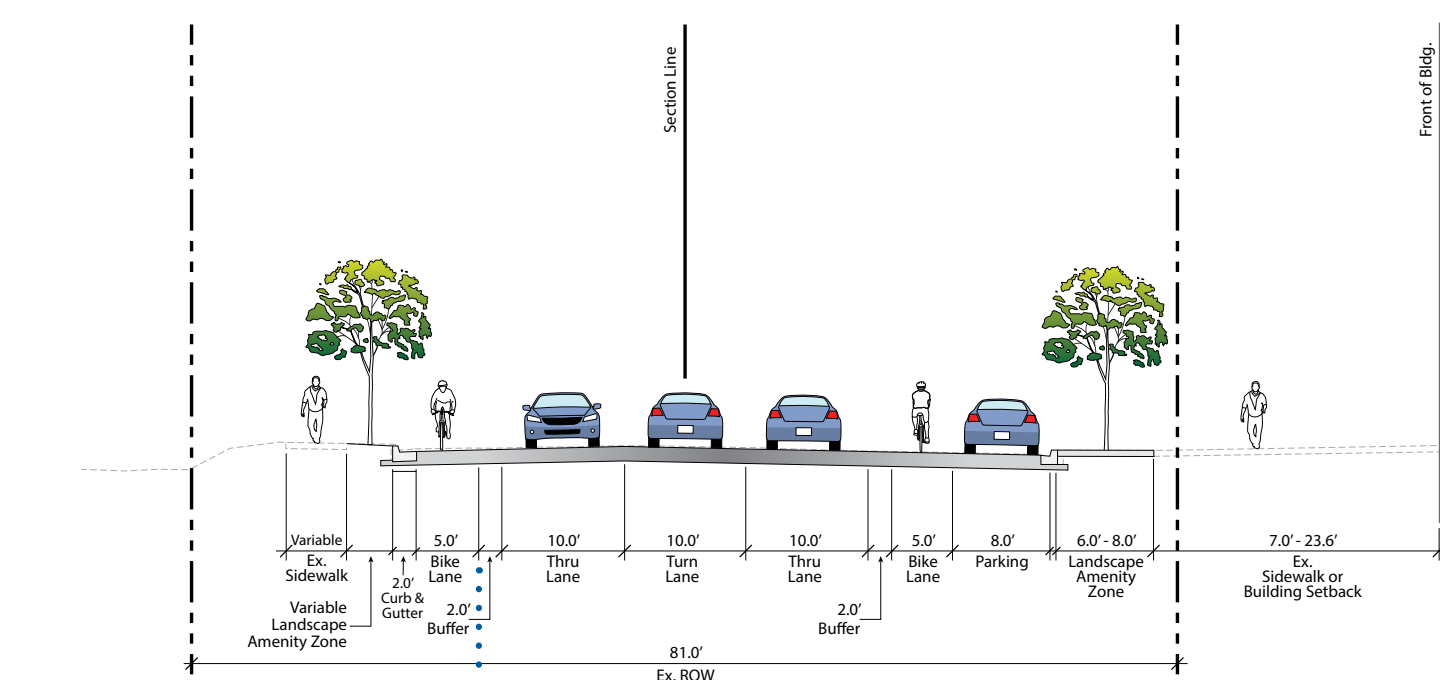 Section Line
Front of Bldg.
Variable
Ex.
Sidewalk
Variable
Landscape
Amenity Zone
2.0’
Curb &
Gutter
5.0’
Bike
Lane
2.0’
Buffer
10.0’
Thru
Lane
10.0’
Turn
Lane
10.0’
Thru
Lane
2.0’
Buffer
5.0’
Bike
Lane
8.0’
Parking
6.0’ - 8.0’
Landscape
Amenity
Zone
7.0’ - 23.6’
Ex.
Sidewalk or
Building Setback
81.0’
Ex. ROW